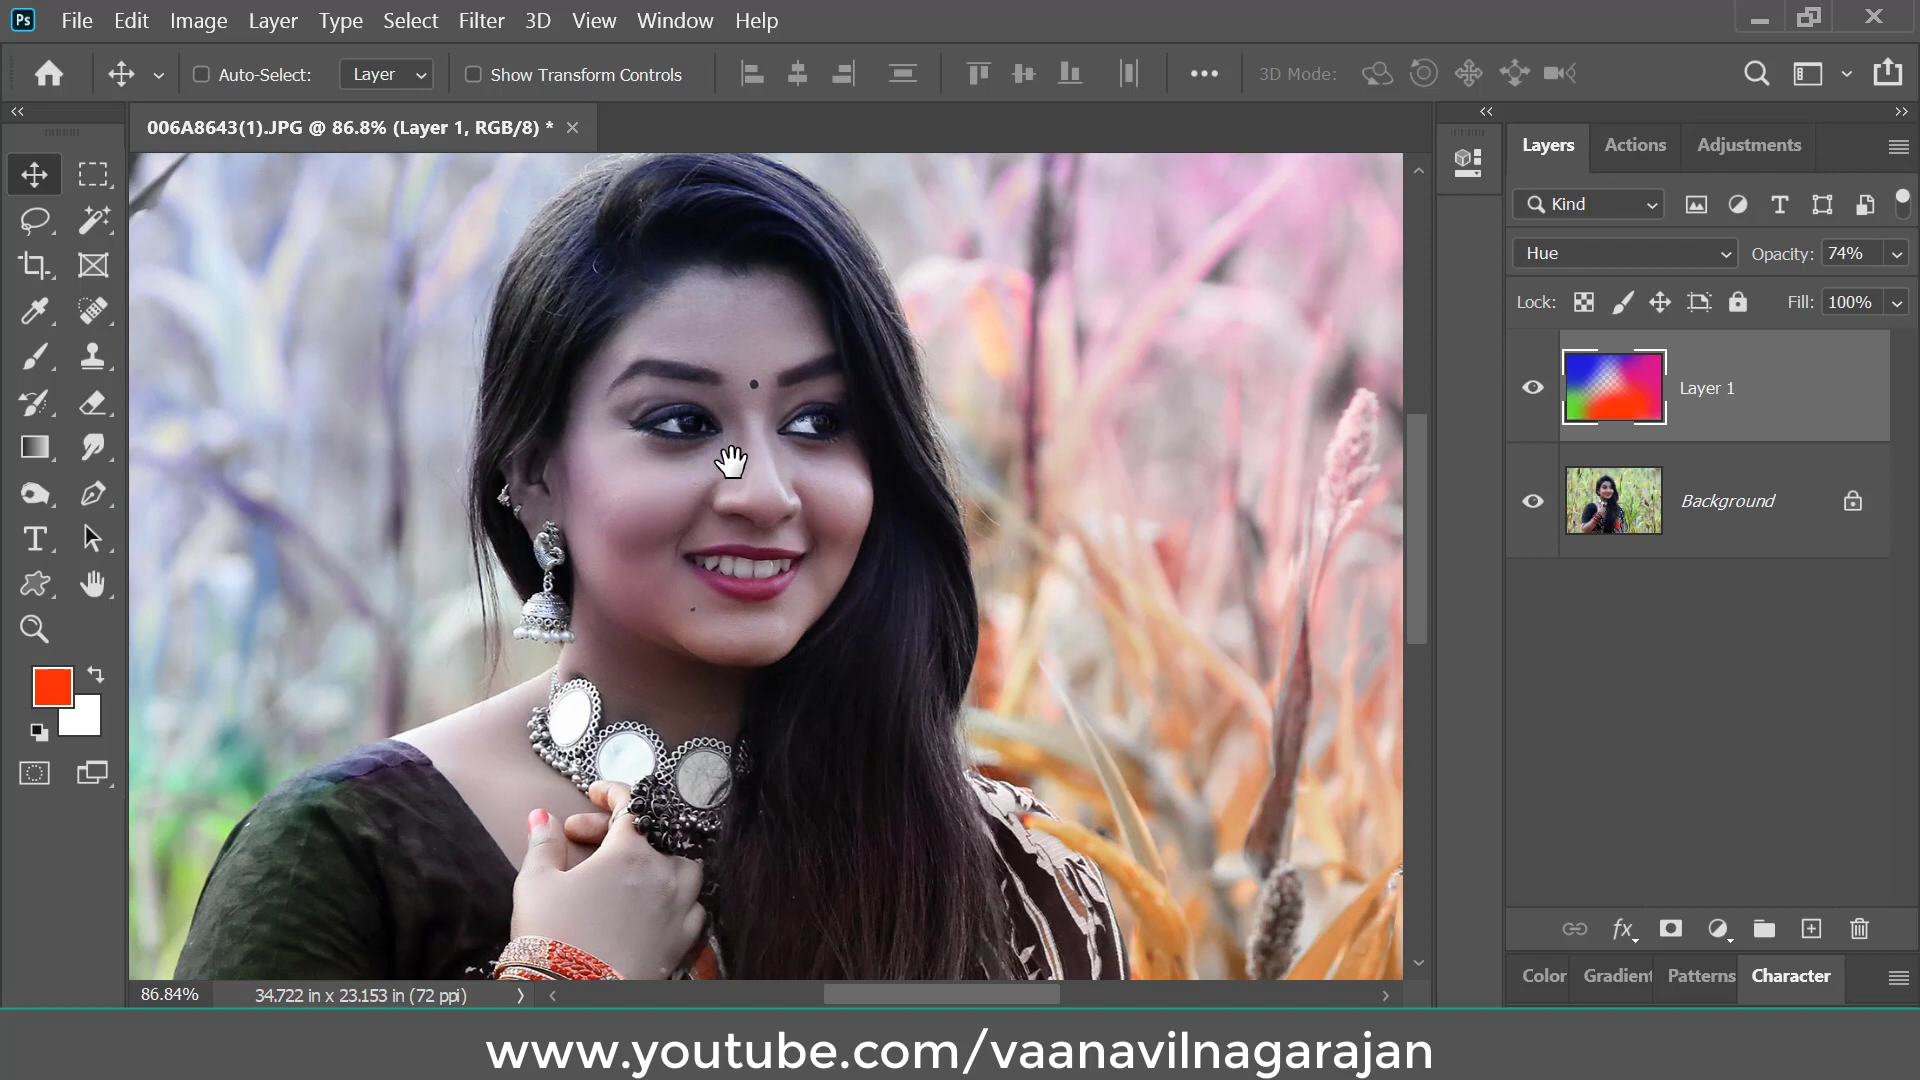 Ps File Edit Image Layer Type Select Filter 3D View Window Help
Auto-Select: Layer Show Transform Controls 3D Mode:
006A8643(1).JPG @ 86.8% (Layer 1, RGB/8) *
Layers Actions Adjustments
Kind
Hue Opacity: 74%
Lock: Fill: 100%
Layer 1
Background
fx
Color Gradient Patterns Character
86.84% 34.722 in x 23.153 in (72 ppi)
www.youtube.com/vaanavilnagarajan